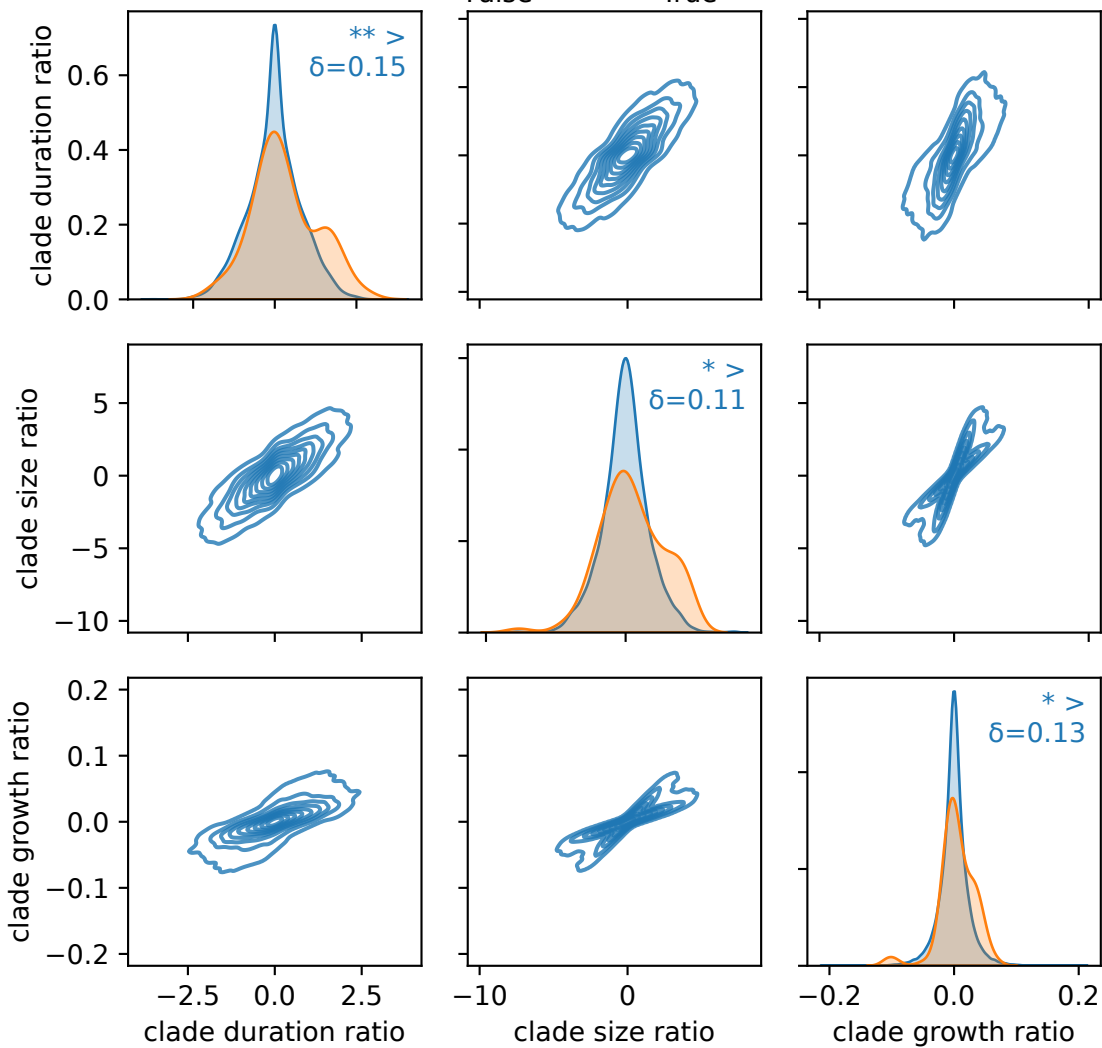 True
clade duration ratio
0.6
0.4
0.2
0.0
** >
δ=0.15
clade size ratio
5
0
−5
−10
* >
δ=0.11
clade growth ratio
0.2
0.1
0.0
−0.1
−0.2
* >
δ=0.13
−2.5
0.0
2.5
−10
0
−0.2
0.0
0.2
clade duration ratio
clade size ratio
clade growth ratio